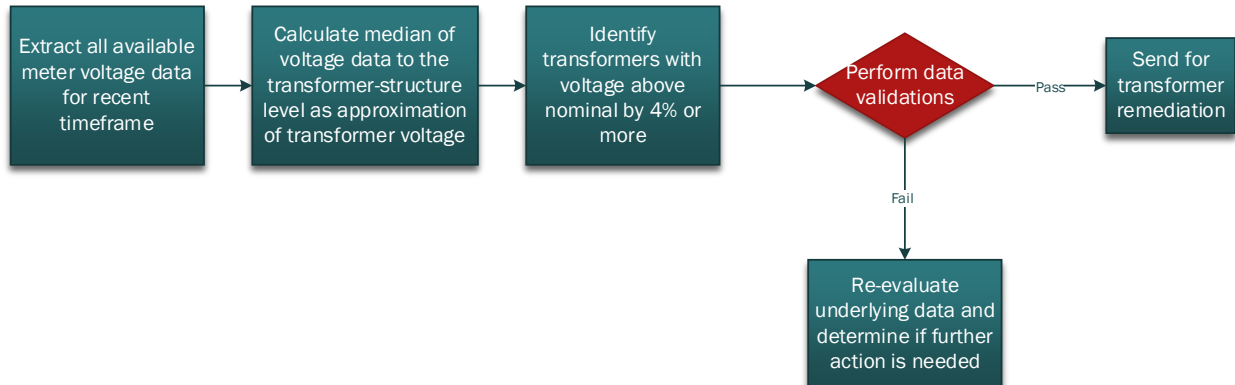 Extract all available
meter voltage data
for recent
timeframe
Calculate median of
voltage data to the
transformer-structure
level as approximation
of transformer voltage
Identify
transformers with
voltage above
nominal by 4% or
more
Perform data
validations
Pass
Send for
transformer
remediation
Fail
Re-evaluate
underlying data and
determine if further
action is needed